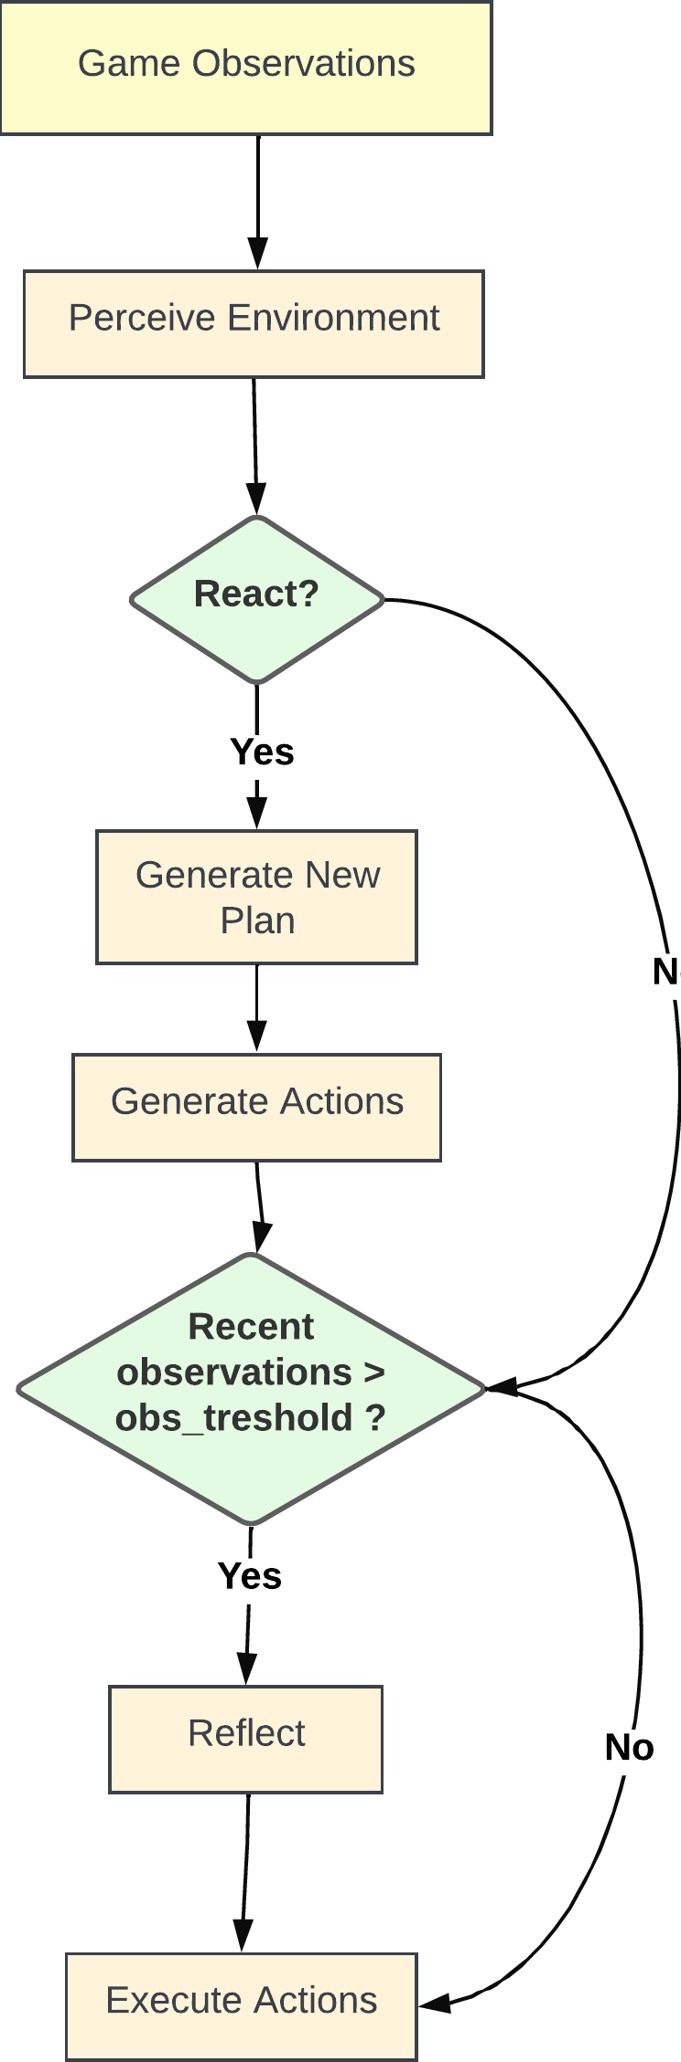 Game Observations
Perceive Environment
React?
Yes
Generate New
Plan
Generate Actions
Recent
observations >
obs_treshold ?
Yes
Reflect
No
Execute Actions